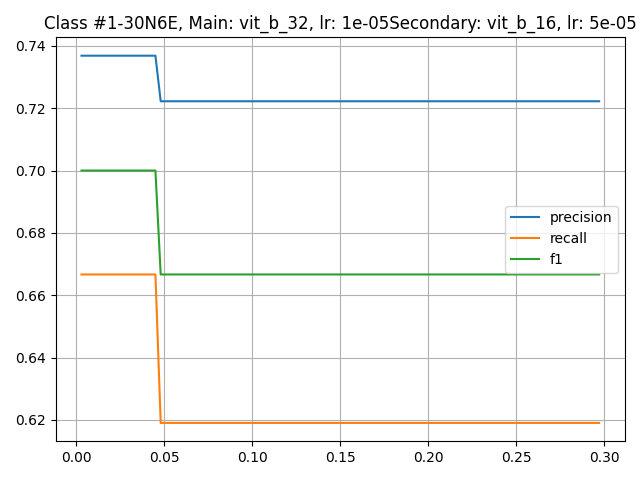 Class #1-30N6E, Main: vit_b_32, lr: 1e-05Secondary: vit_b_16, lr: 5e-05
0.74
0.72
0.70
0.68
0.66
0.64
0.62
precision
recall
f1
0.00 0.05 0.10 0.15 0.20 0.25 0.30